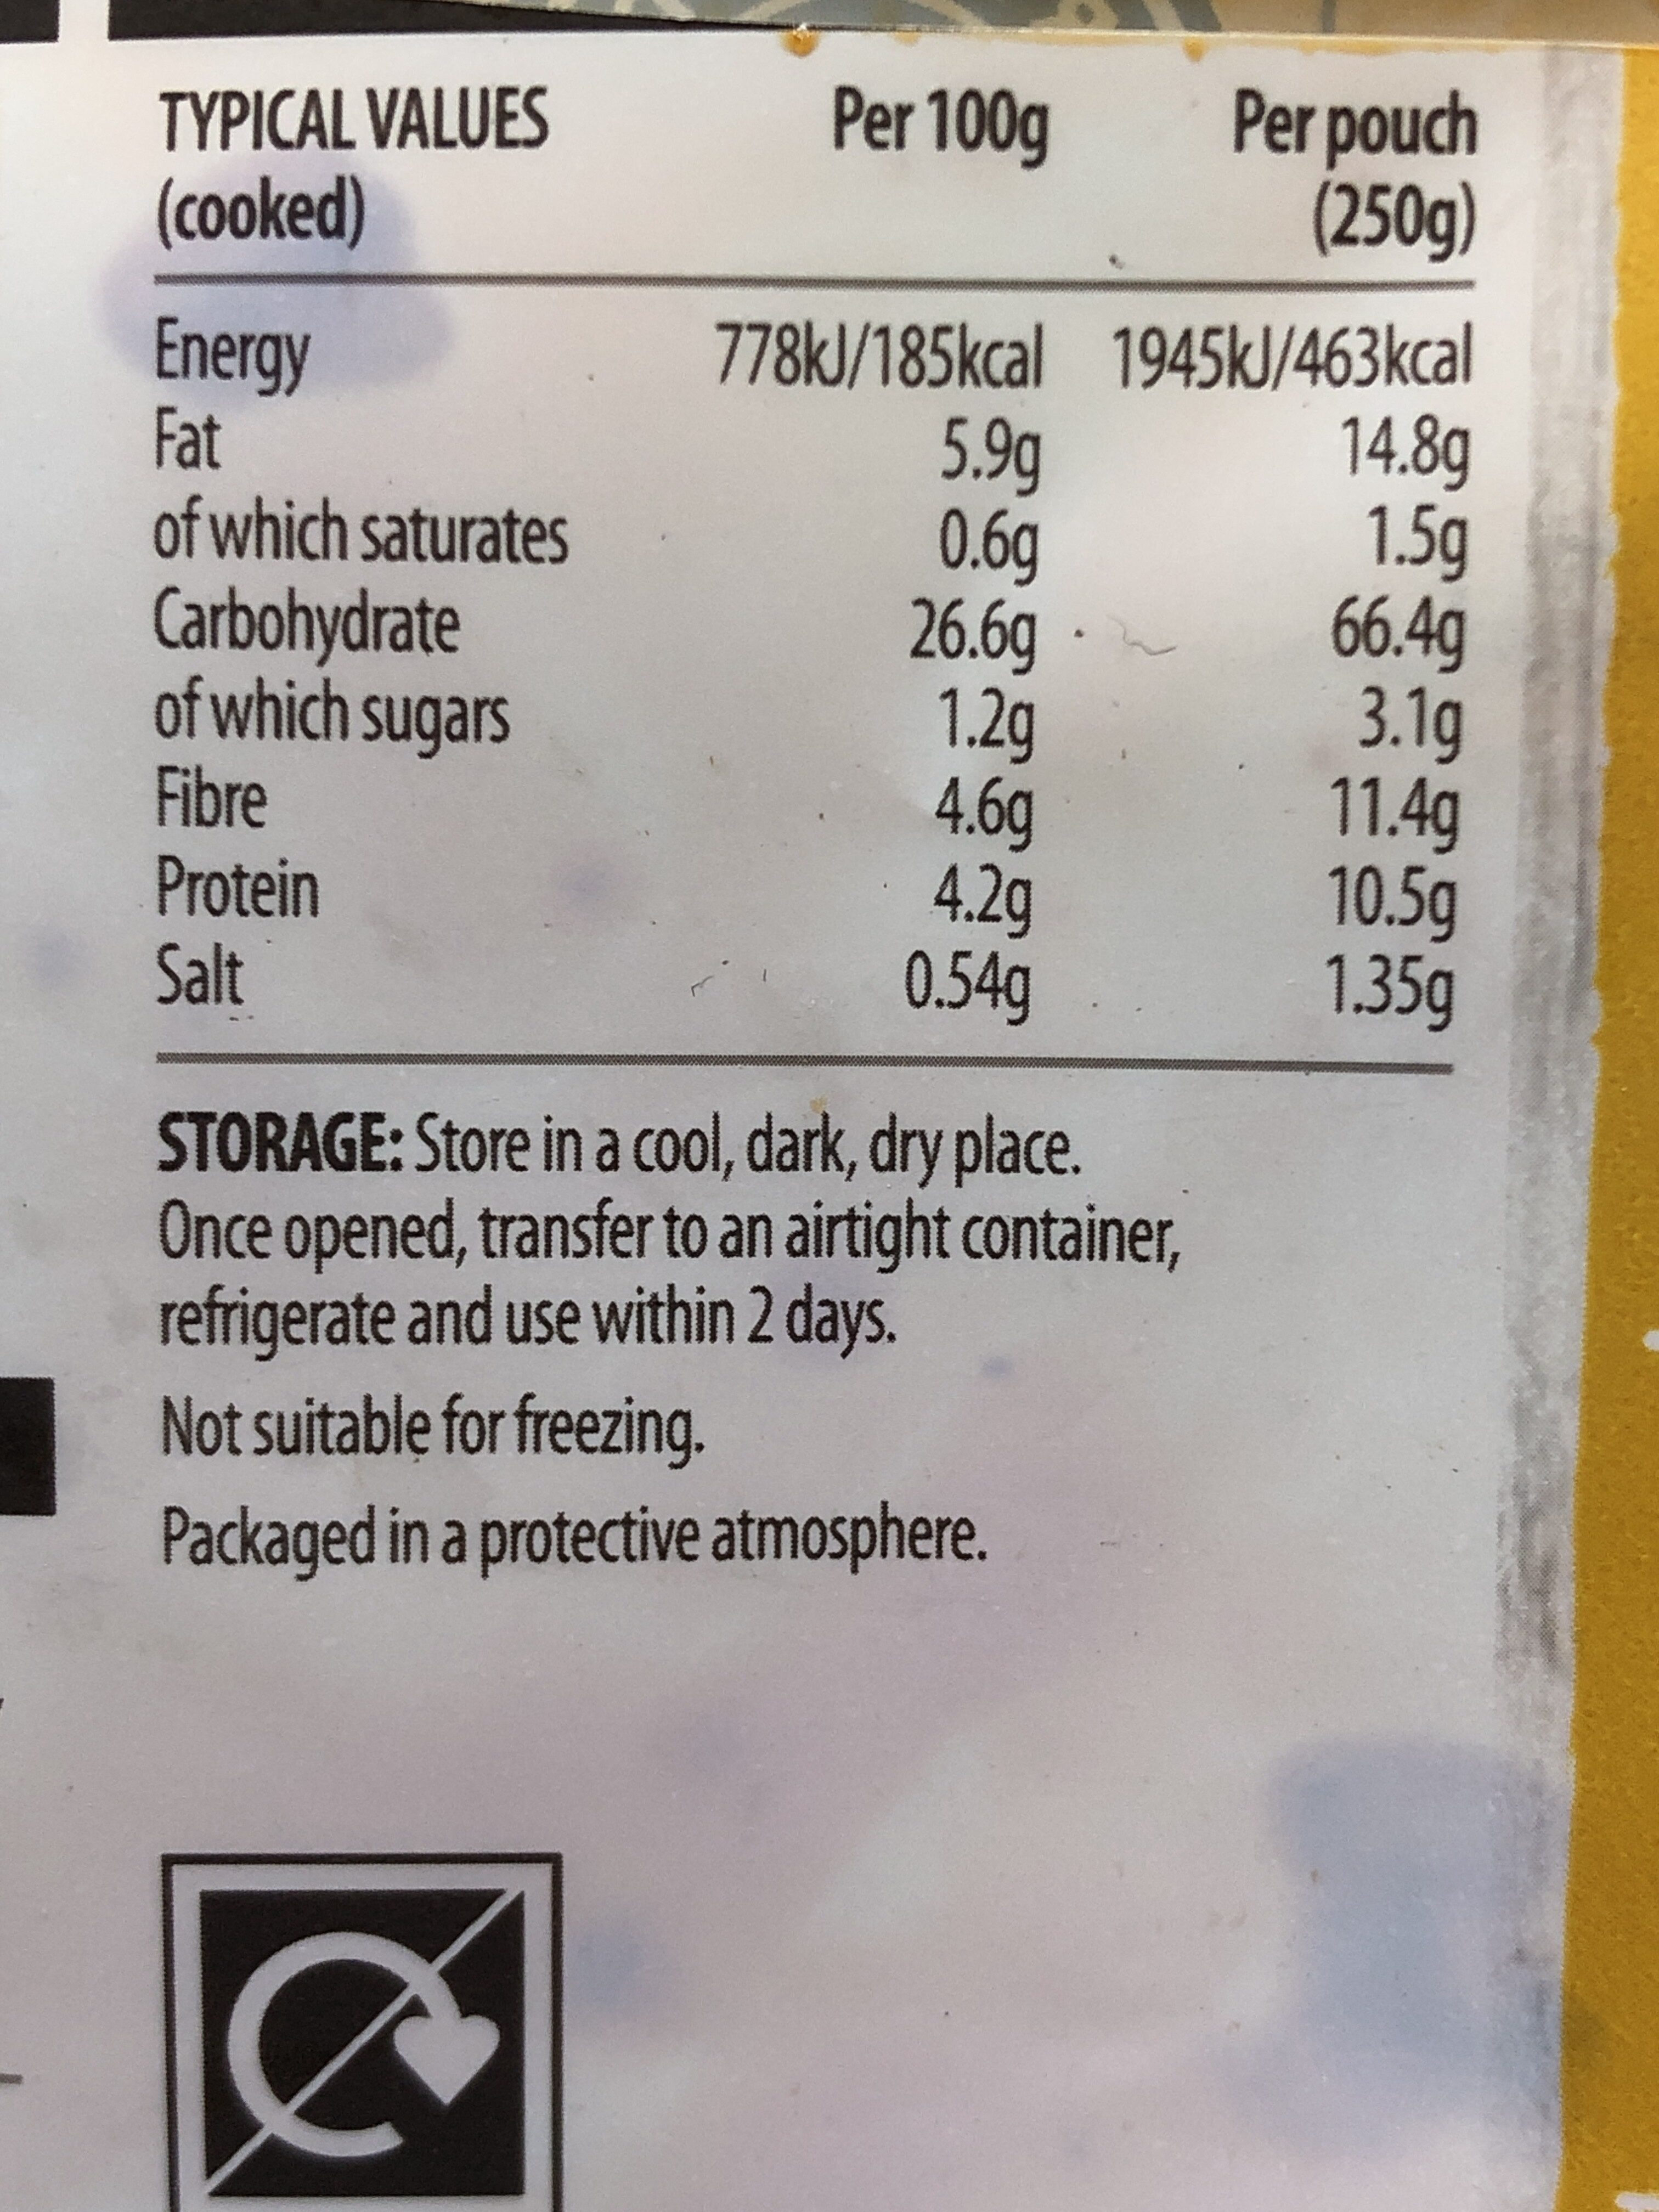 TYPICAL VALUES Per 100g Per pouch
(cooked) (250g)
Energy 778kJ/185kcal 1945kJ/463kcal
Fat 5.9g 14.8g
of which saturates 0.6g 1.5g
Carbohydrate 26.6g 66.4g
of which sugars 1.2g 3.1g
Fibre 4.6g 11.4g
Protein 4.2g 10.5g
Salt 0.54g 1.35g
STORAGE: Store in a cool, dark, dry place.
Once opened, transfer to an airtight container,
refrigerate and use within 2 days.
Not suitable for freezing.
Packaged in a protective atmosphere.